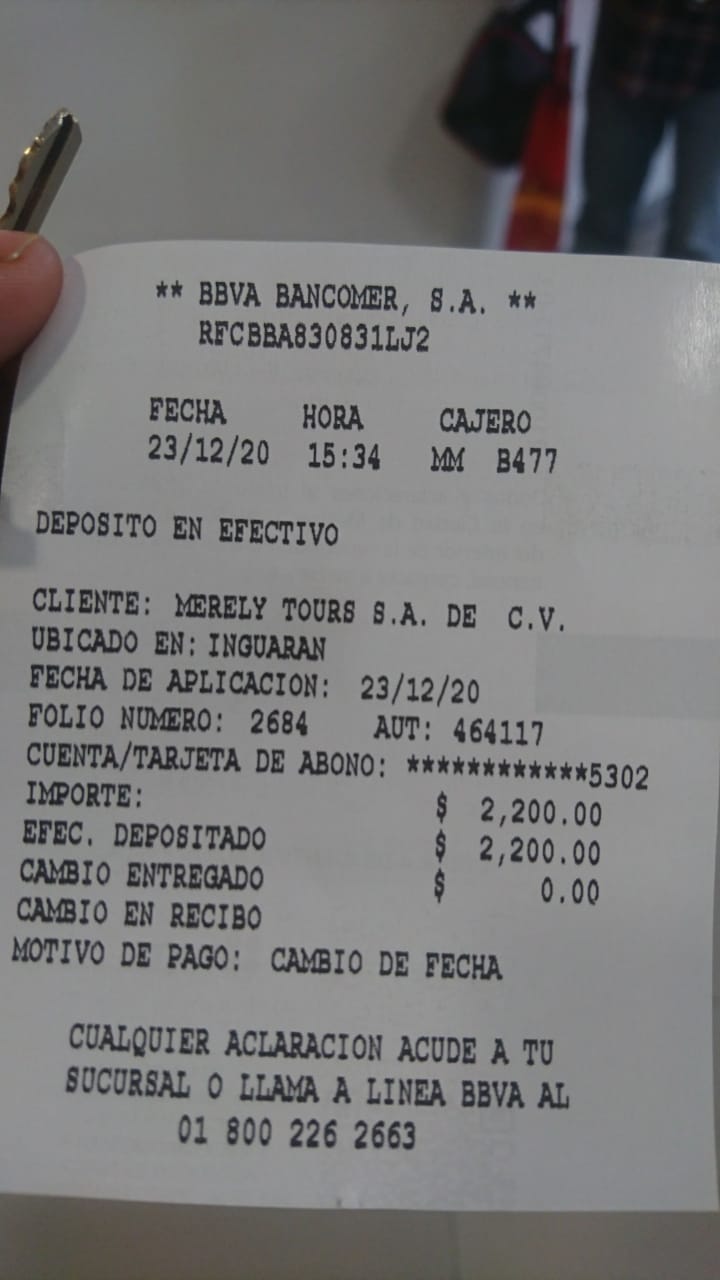 ** BBVA BANCOMER, S.A. **
RFCBBA830831LJ2
FECHA HORA CAJERO
23/12/20 15:34 MM B477
DEPOSITO EN EFECTIVO
CLIENTE: MERELY TOURS S.A. DE C.V.
UBICADO EN: INGUARAN
FECHA DE APLICACION: 23/12/20
FOLIO NUMERO: 2684 AUT: 464117
CUENTA/TARJETA DE ABONO: ************5302
IMPORTE: $ 2,200.00
EFEC. DEPOSITADO $ 2,200.00
CAMBIO ENTREGADO $ 0.00
CAMBIO EN RECIBO
MOTIVO DE PAGO: CAMBIO DE FECHA
CUALQUIER ACLARACION ACUDE A TU
SUCURSAL O LLAMA A LINEA BBVA AL
01 800 226 2663